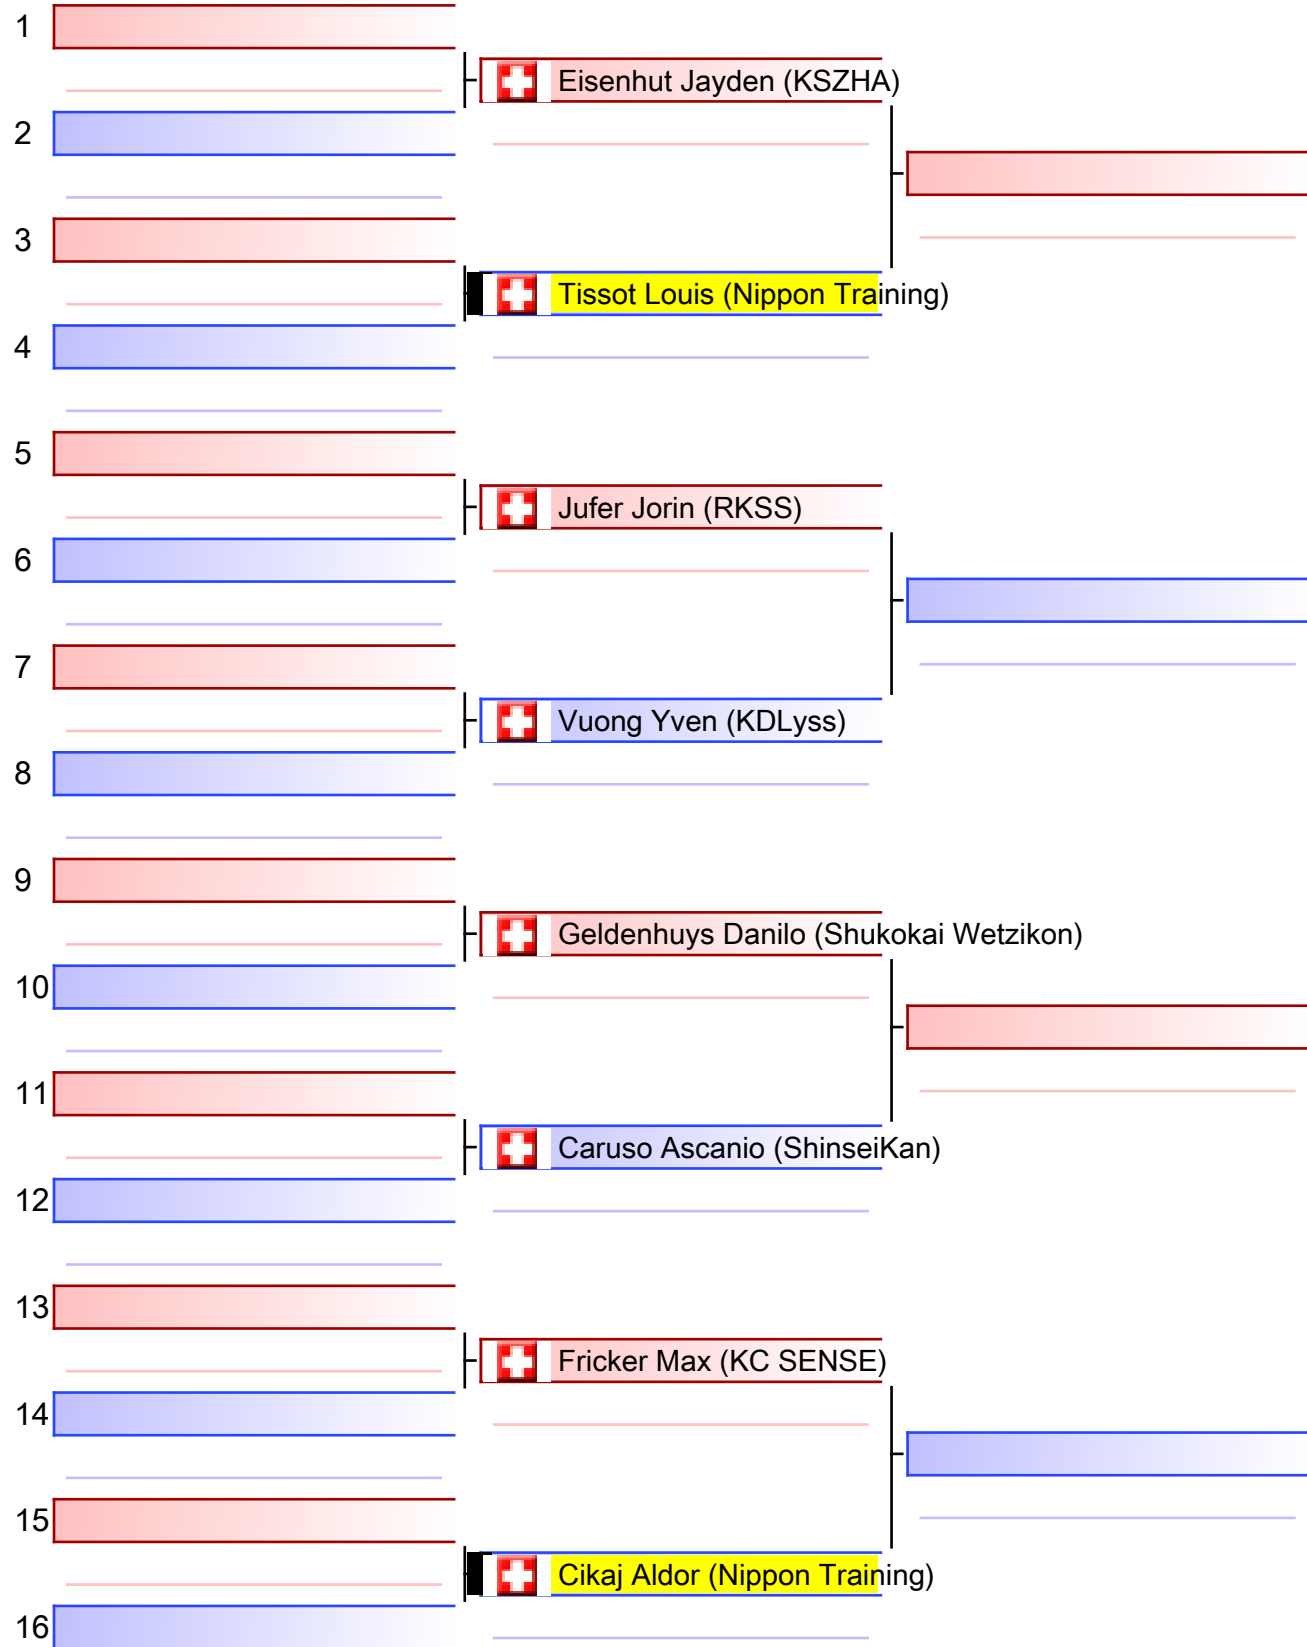 1
Eisenhut Jayden (KSZHA)
2
3
Tissot Louis (Nippon Training)
4
5
Jufer Jorin (RKSS)
6
7
Vuong Yven (KDLyss)
8
9
Geldenhuys Danilo (Shukokai Wetzikon)
10
11
Caruso Ascanio (ShinseiKan)
12
13
Fricker Max (KC SENSE)
14
15
Cikaj Aldor (Nippon Training)
16